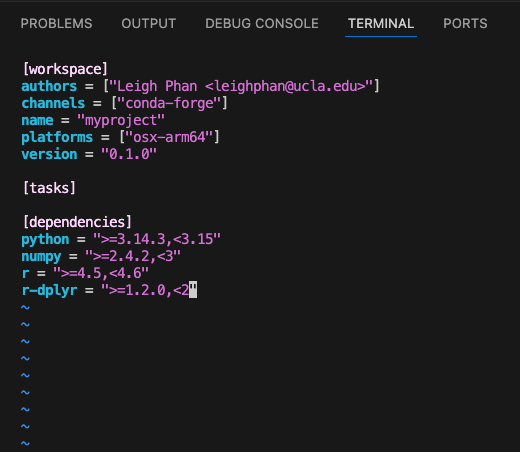 PROBLEMS OUTPUT DEBUG CONSOLE TERMINAL PORTS
[workspace]
authors = ["Leigh Phan <leighphan@ucla.edu>"]
channels = ["conda-forge"]
name = "myproject"
platforms = ["osx-arm64"]
version = "0.1.0"
[tasks]
[dependencies]
python = ">=3.14.3,<3.15"
numpy = ">=2.4.2,<3"
r = ">=4.5,<4.6"
r-dplyr = ">=1.2.0,<2"
~
~
~
~
~
~
~
~
~